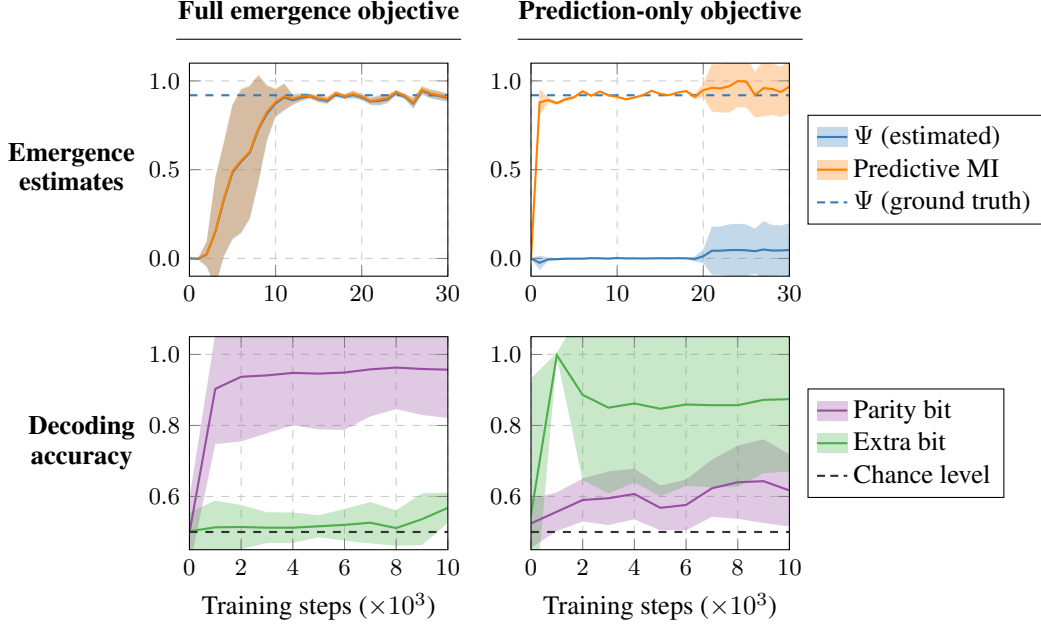 Full emergence objective
Prediction-only objective
Emergence
estimates
1.0
0.5
0.0
0 10 20 30
1.0
0.5
0.0
0 10 20 30
Ψ (estimated)
Predictive MI
Ψ (ground truth)
Decoding
accuracy
1.0
0.8
0.6
0 2 4 6 8 10
Training steps (×10³)
1.0
0.8
0.6
0 2 4 6 8 10
Training steps (×10³)
Parity bit
Extra bit
Chance level